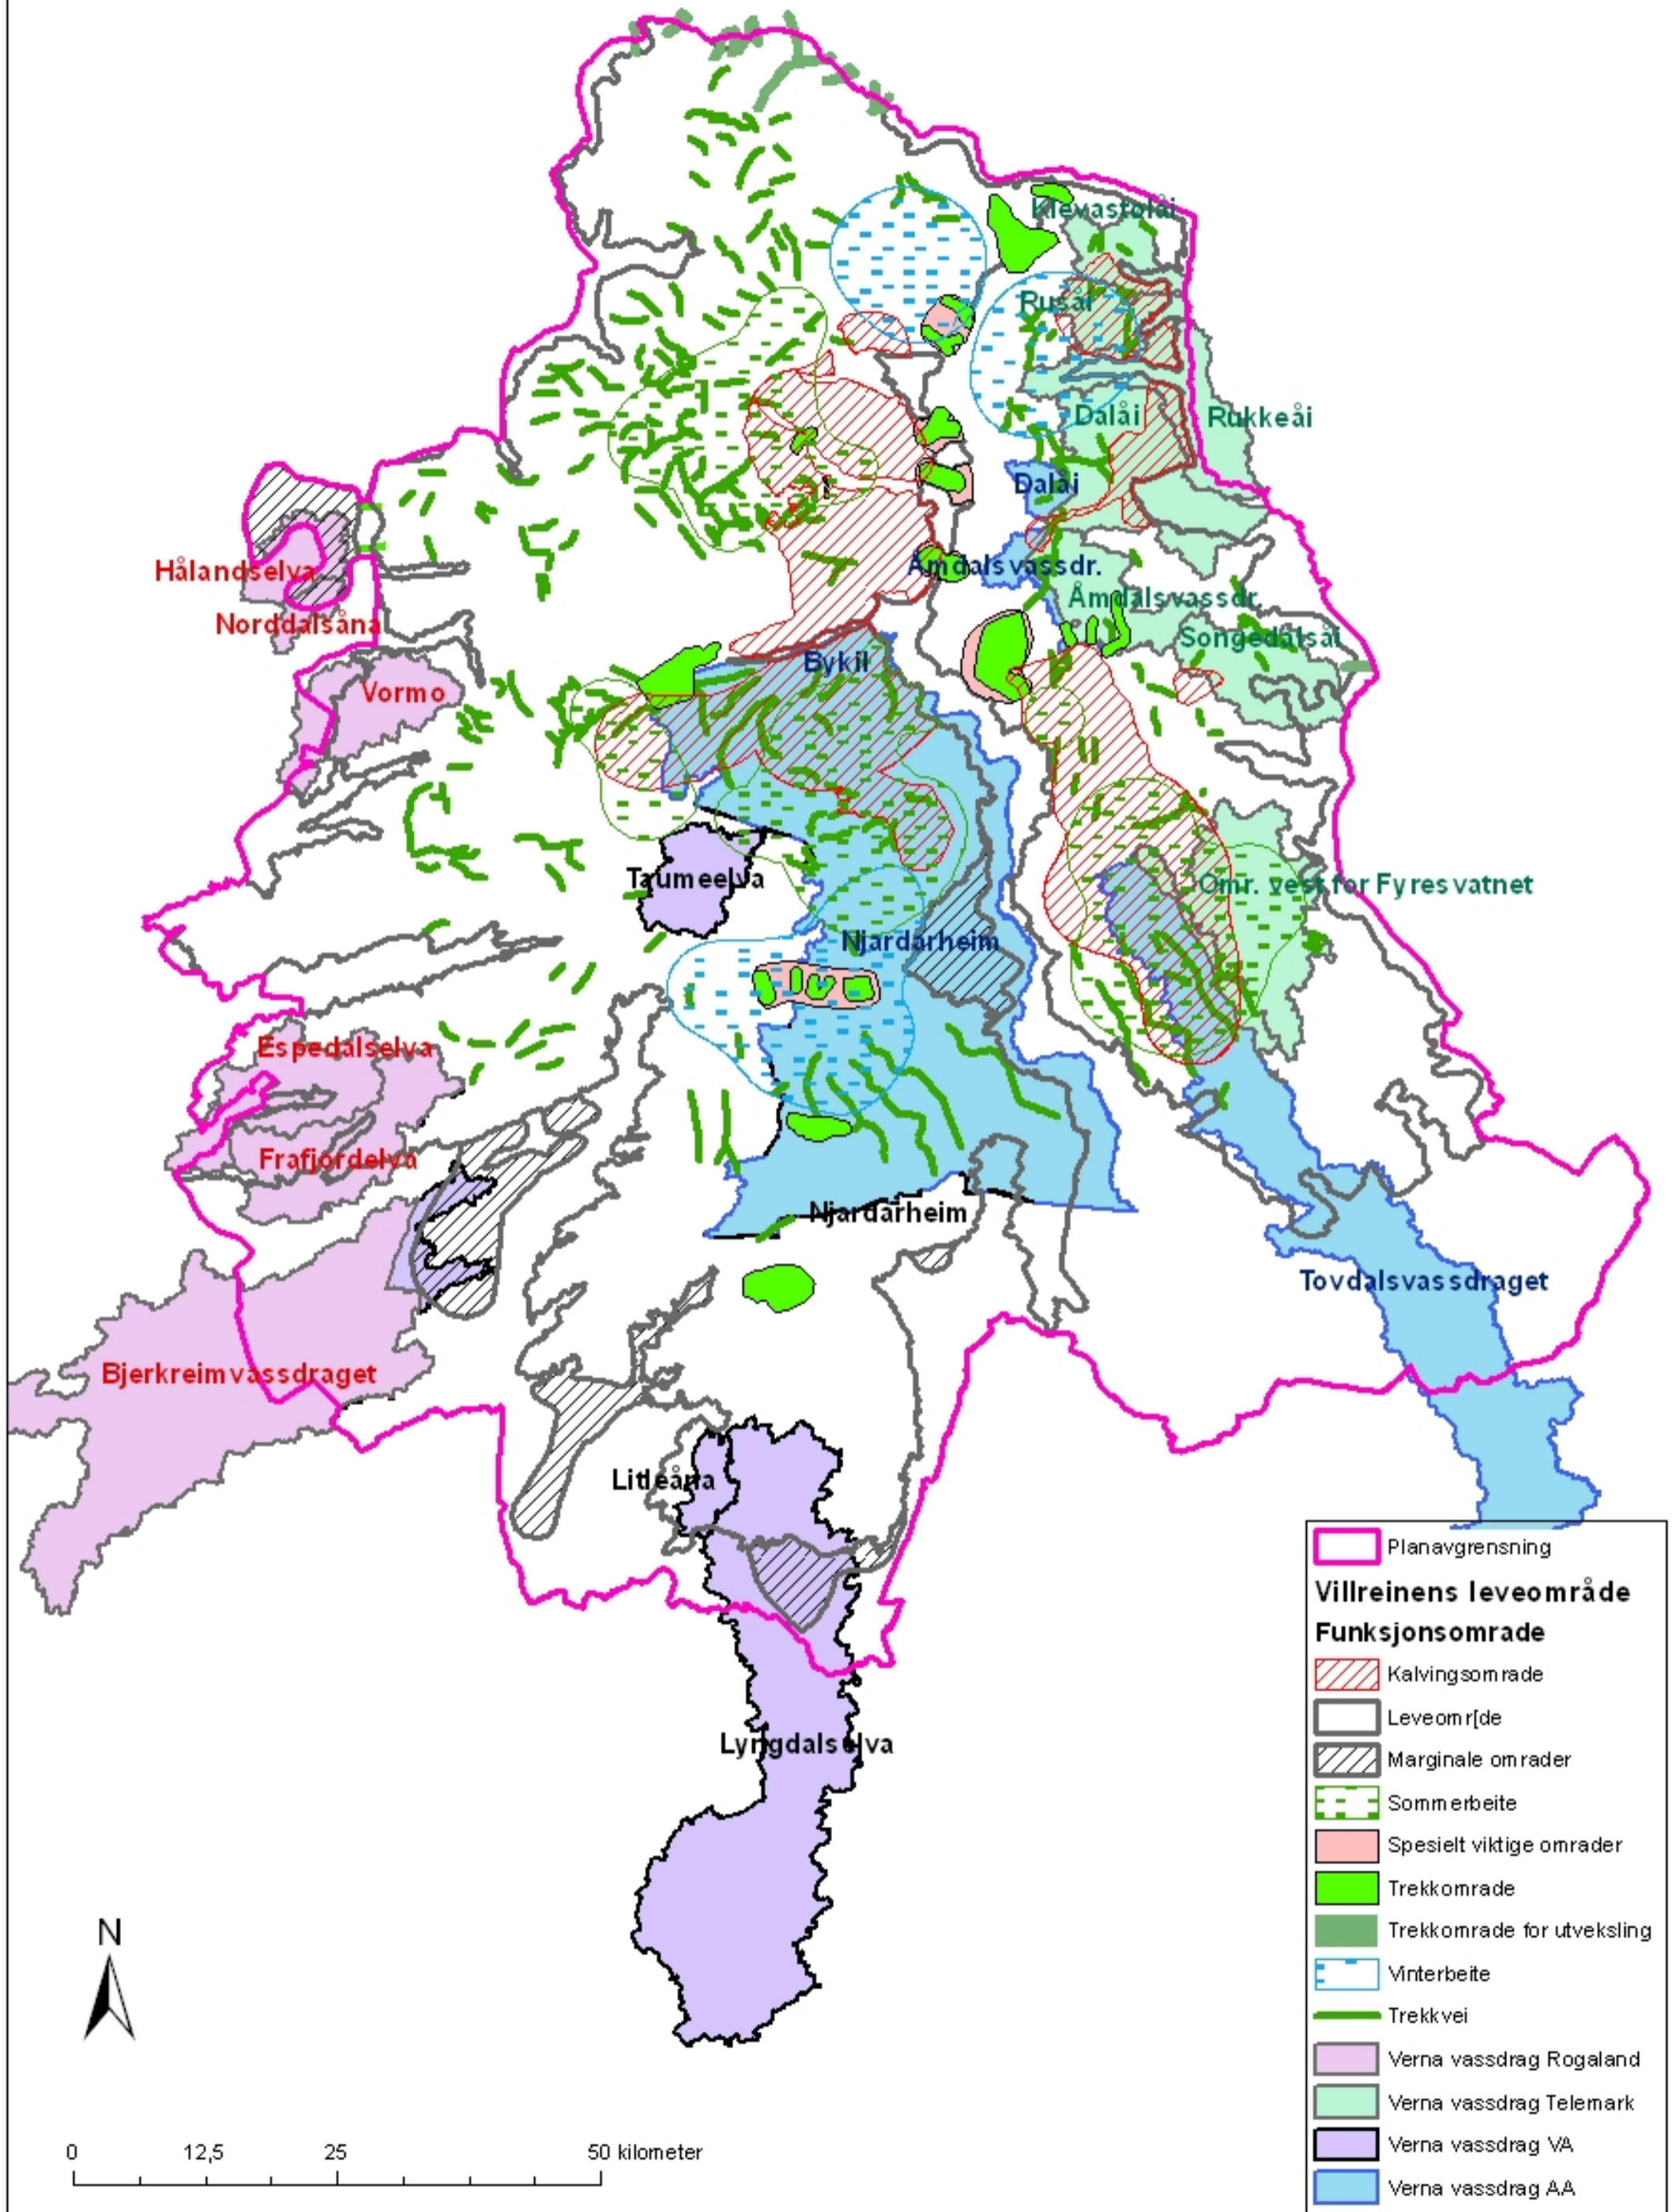 Klevastolåi
Rusåi
Dalåi
Rukkeåi
Dalåi
Hålandselva
Åmdalsvassdr.
Åmdalsvassdr.
Norddalsåna
Songedalsåi
Bykil
Vormo
Taumeelva
Omr. vest for Fyresvatnet
Njardarheim
Espedalselva
Frafjordelva
Njardarheim
Tovdalsvassdraget
Bjerkreimvassdraget
Litleåna
Lyngdalselva
Planavgrensning
Villreinens leveområde
Funksjonsomrade
Kalvingsomrade
Leveomr[de
Marginale omrader
Sommerbeite
Spesielt viktige omrader
Trekkomrade
Trekkomrade for utveksling
Vinterbeite
Trekkvei
Verna vassdrag Rogaland
Verna vassdrag Telemark
Verna vassdrag VA
Verna vassdrag AA
N
0 12,5 25 50 kilometer